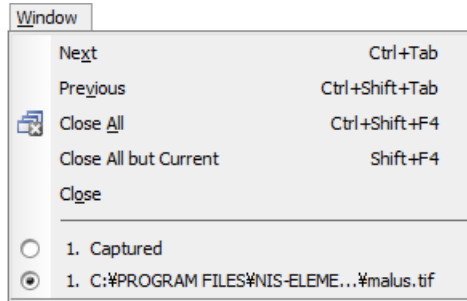 Window
Next Ctrl+Tab
Previous Ctrl+Shift+Tab
Close All Ctrl+Shift+F4
Close All but Current Shift+F4
Close
1. Captured
1. C:¥PROGRAM FILES¥NIS-ELEME...¥malus.tif